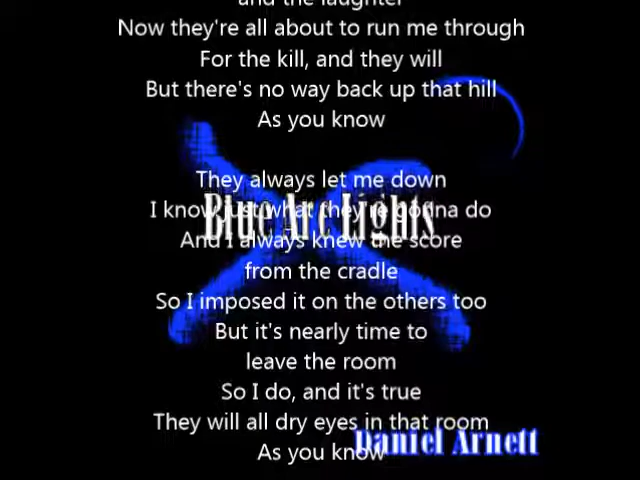 and the laughter
Now they're all about to run me through
For the kill, and they will
But there's no way back up that hill
As you know
They always let me down
I know just what they're gonna do
Blue Arc Lights
And I always knew the score
from the cradle
So I imposed it on the others too
But it's nearly time to
leave the room
So I do, and it's true
They will all dry eyes in that room
Daniel Arnett
As you know